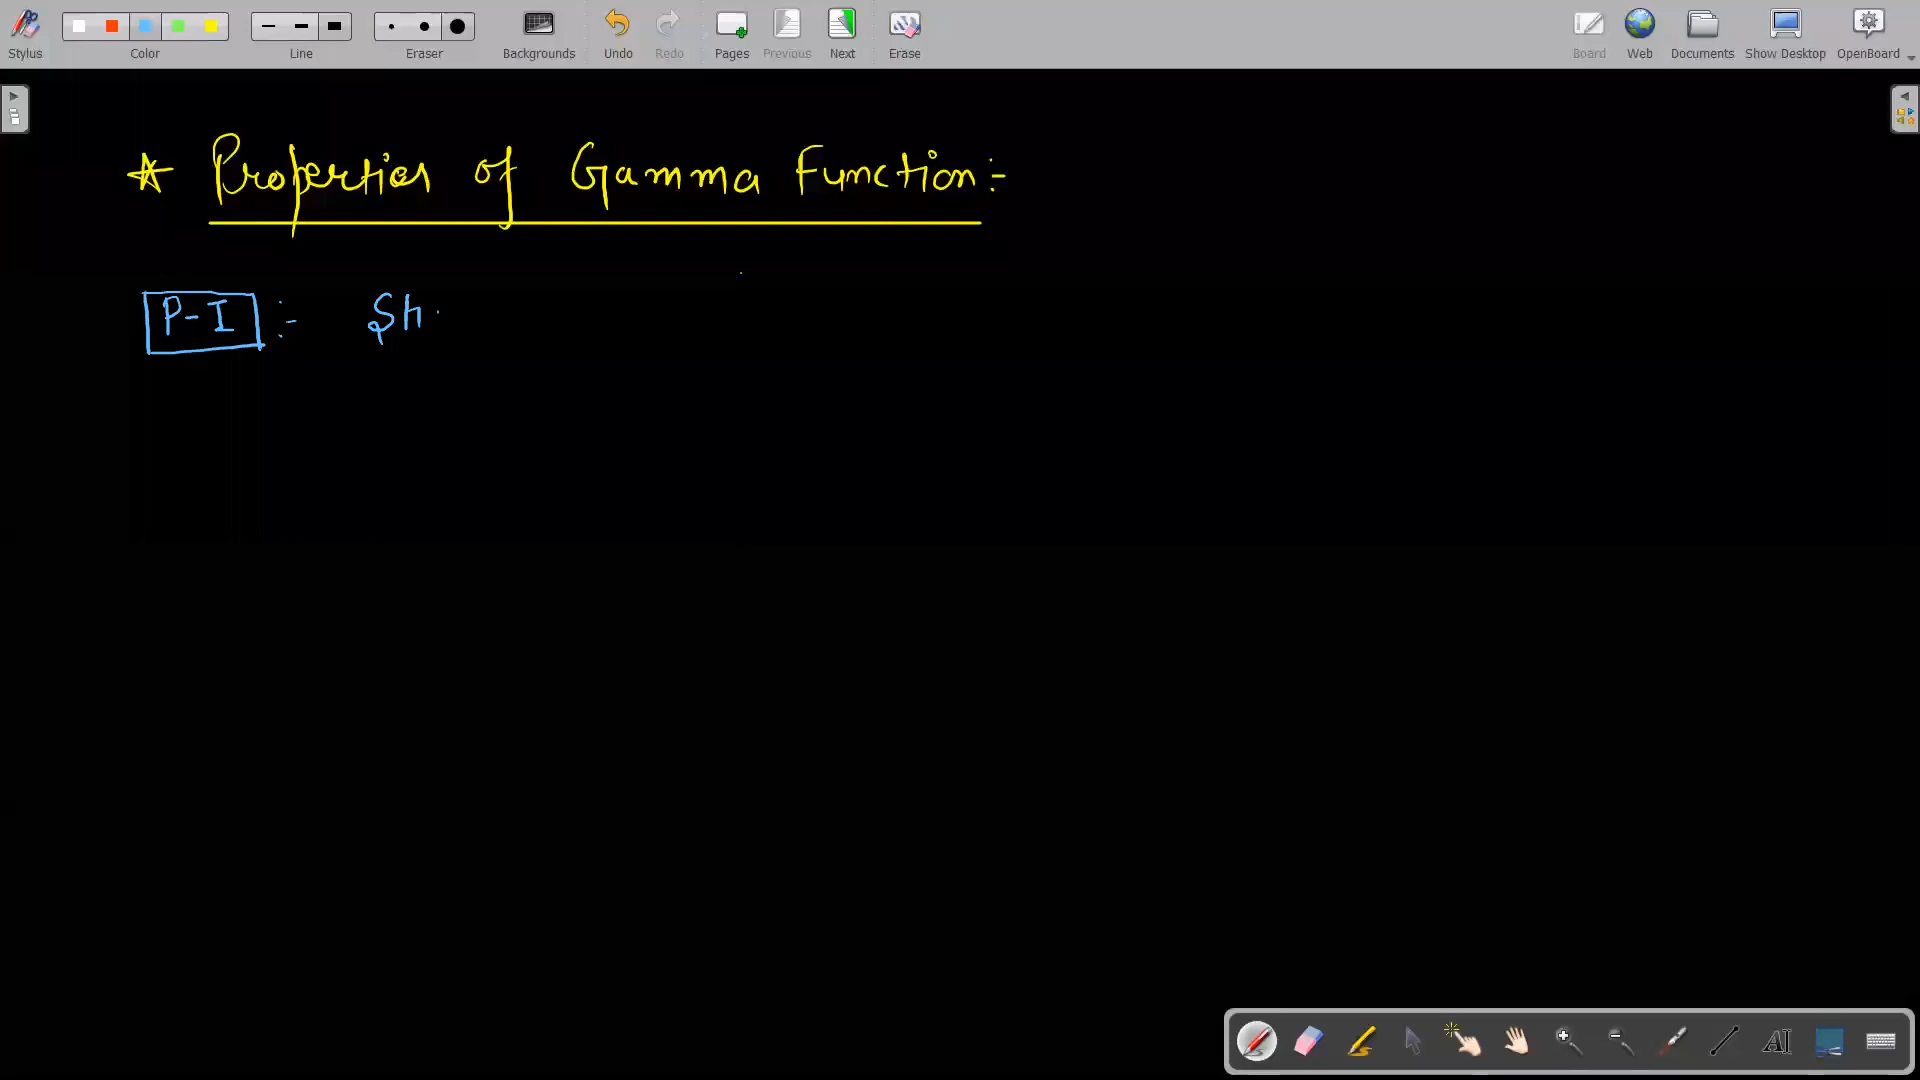 Stylus Color Line Eraser Backgrounds Undo Redo Pages Previous Next Erase Board Web Documents Show Desktop OpenBoard
* Properties of Gamma Function:-
P-I :- Sh
AI